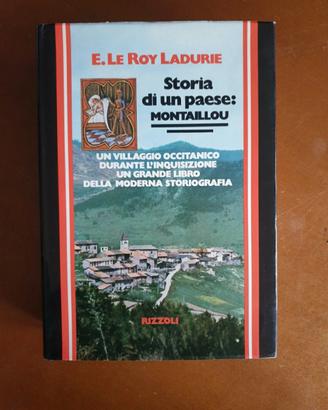 E. LE ROY LADURIE
Storia
di un paese:
MONTAILLOU
UN VILLAGGIO OCCITANICO
DURANTE L'INQUISIZIONE
UN GRANDE LIBRO
DELLA MODERNA STORIOGRAFIA
RIZZOLI